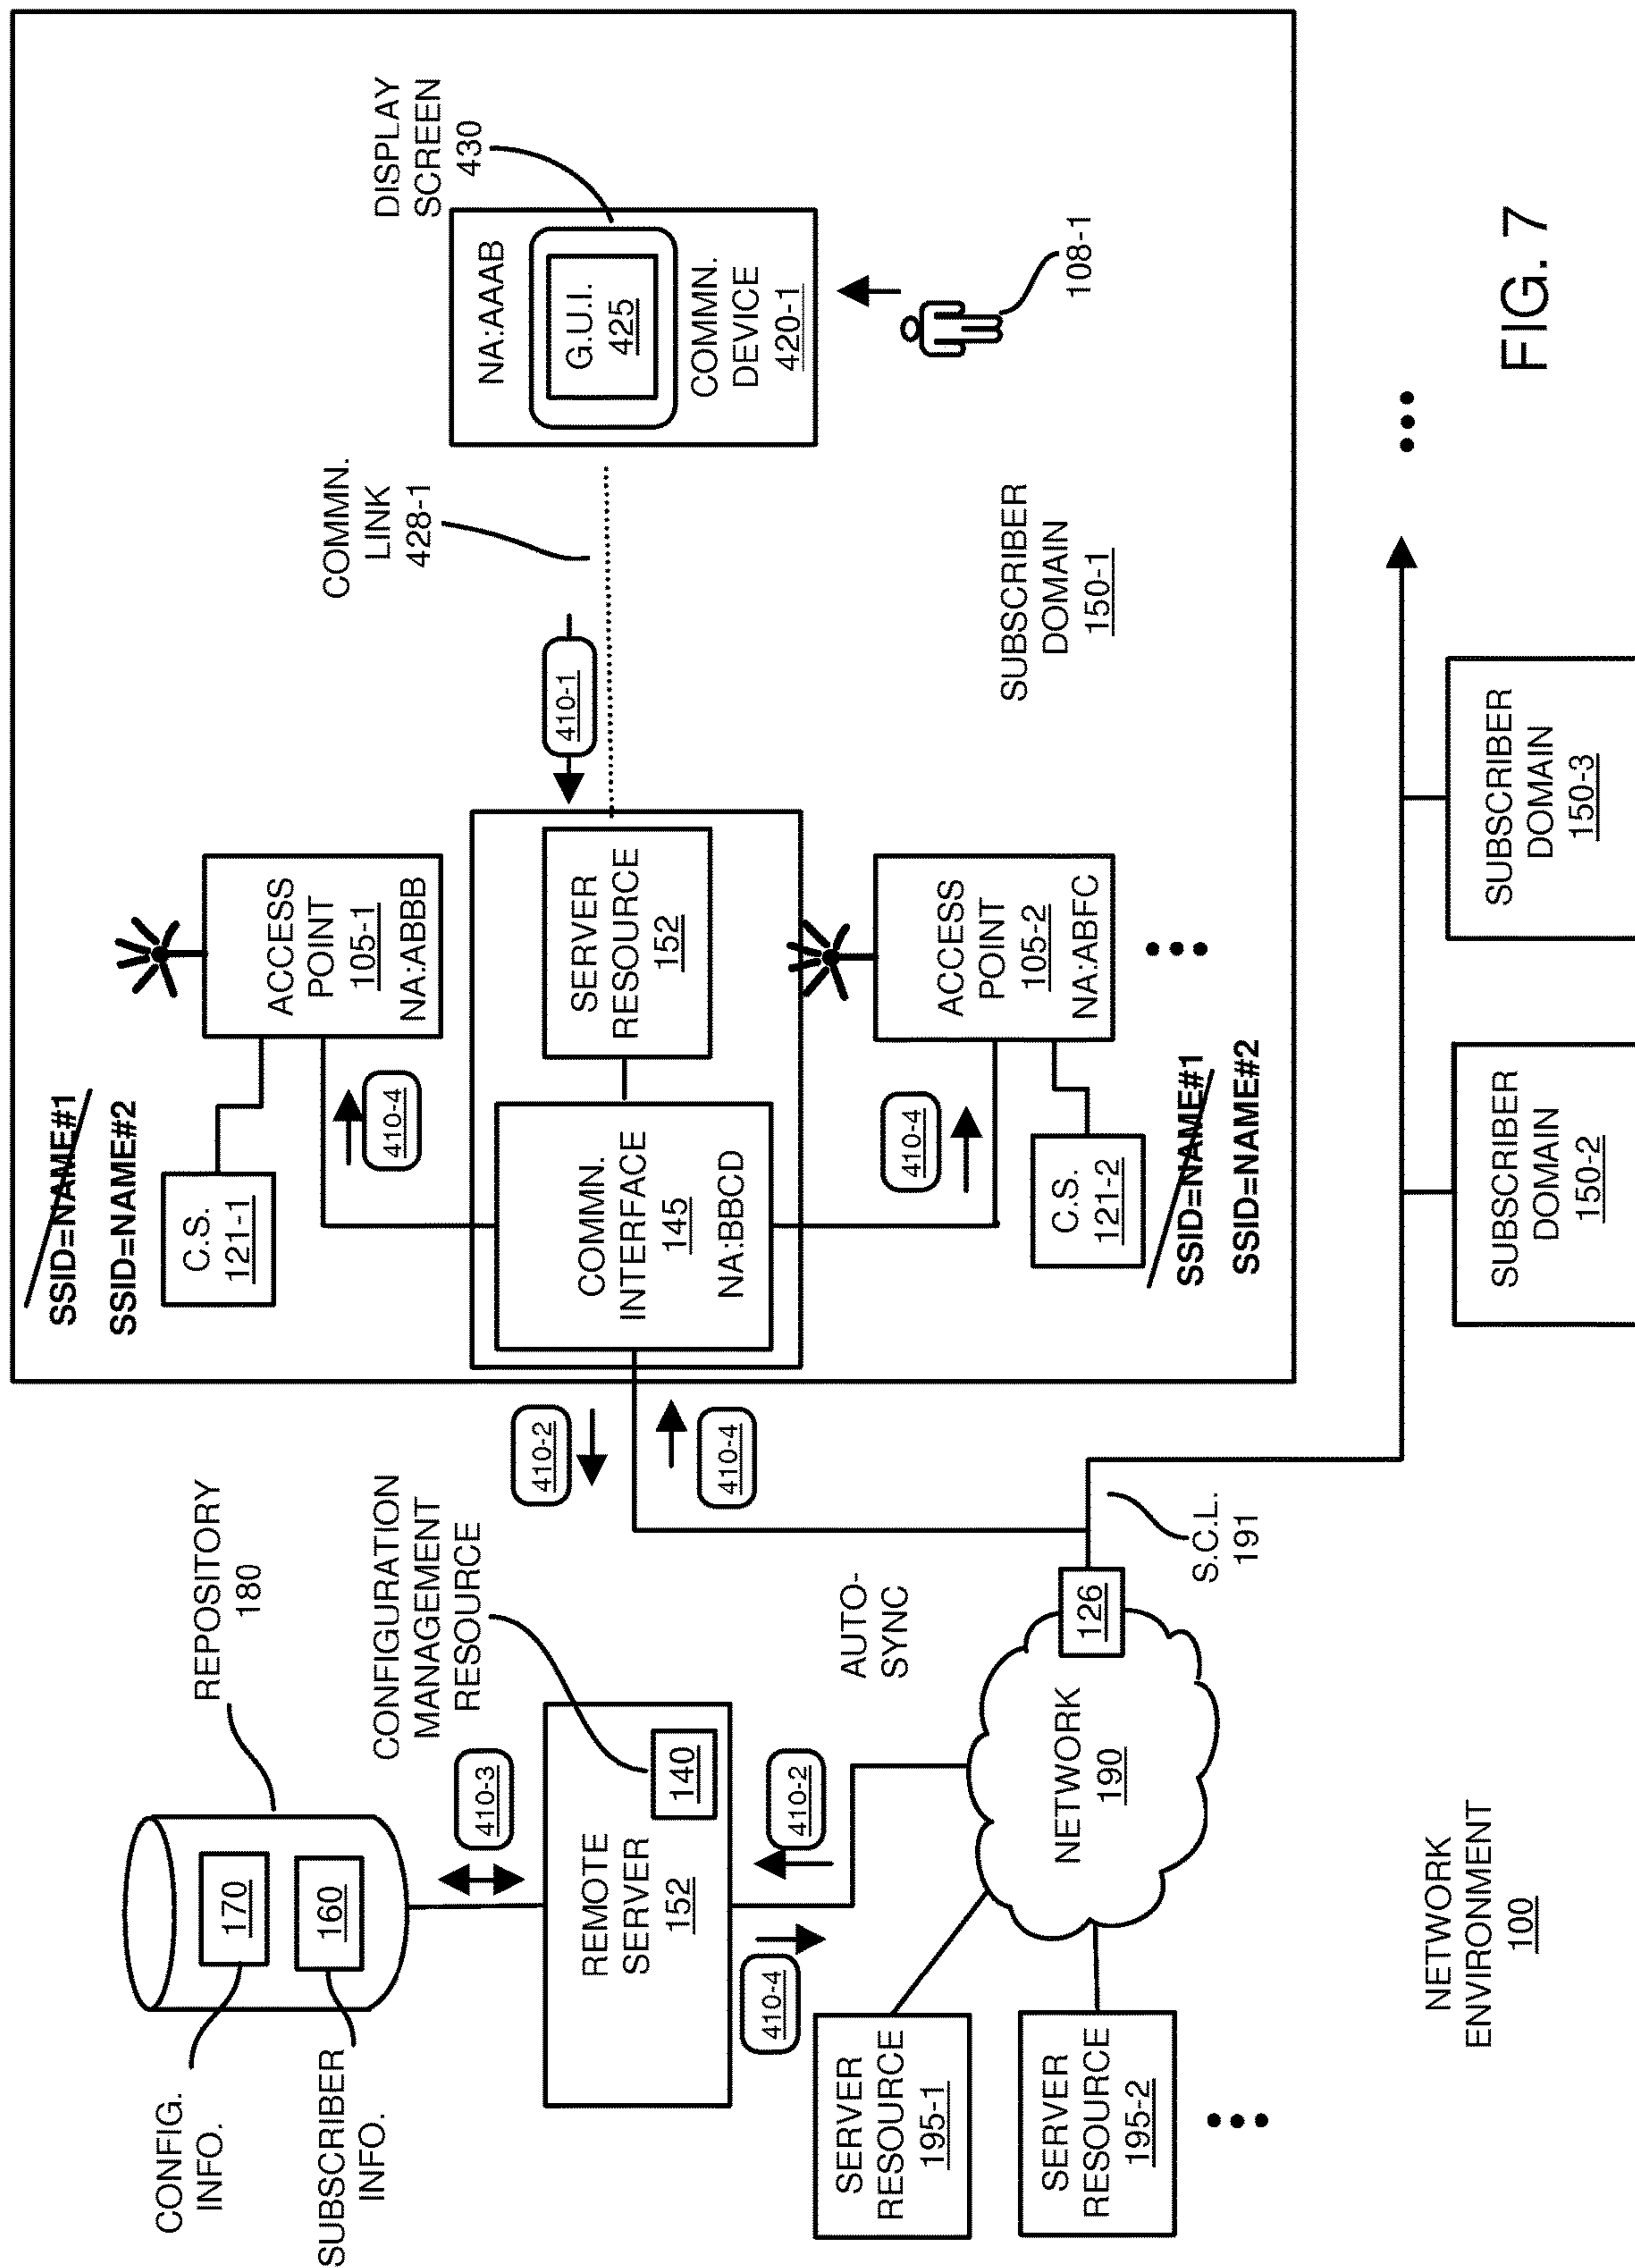 CONFIG.
INFO.
SUBSCRIBER
INFO.
170
160
REPOSITORY
180
410-3
CONFIGURATION
MANAGEMENT
RESOURCE
REMOTE
SERVER
152
140
410-4
410-2
SERVER
RESOURCE
195-1
SERVER
RESOURCE
195-2
NETWORK
190
126
AUTO-
SYNC
S.C.L.
191
NETWORK
ENVIRONMENT
100
410-2
410-4
SSID=NAME#1
SSID=NAME#2
C.S.
121-1
410-4
ACCESS
POINT
105-1
NA:ABBB
COMMN.
INTERFACE
145
NA:BBCD
SERVER
RESOURCE
152
410-4
ACCESS
POINT
105-2
NA:ABFC
C.S.
121-2
SSID=NAME#1
SSID=NAME#2
410-1
COMMN.
LINK
428-1
DISPLAY
SCREEN
430
NA:AAAB
G.U.I.
425
COMMN.
DEVICE
420-1
108-1
SUBSCRIBER
DOMAIN
150-1
SUBSCRIBER
DOMAIN
150-2
SUBSCRIBER
DOMAIN
150-3
FIG. 7